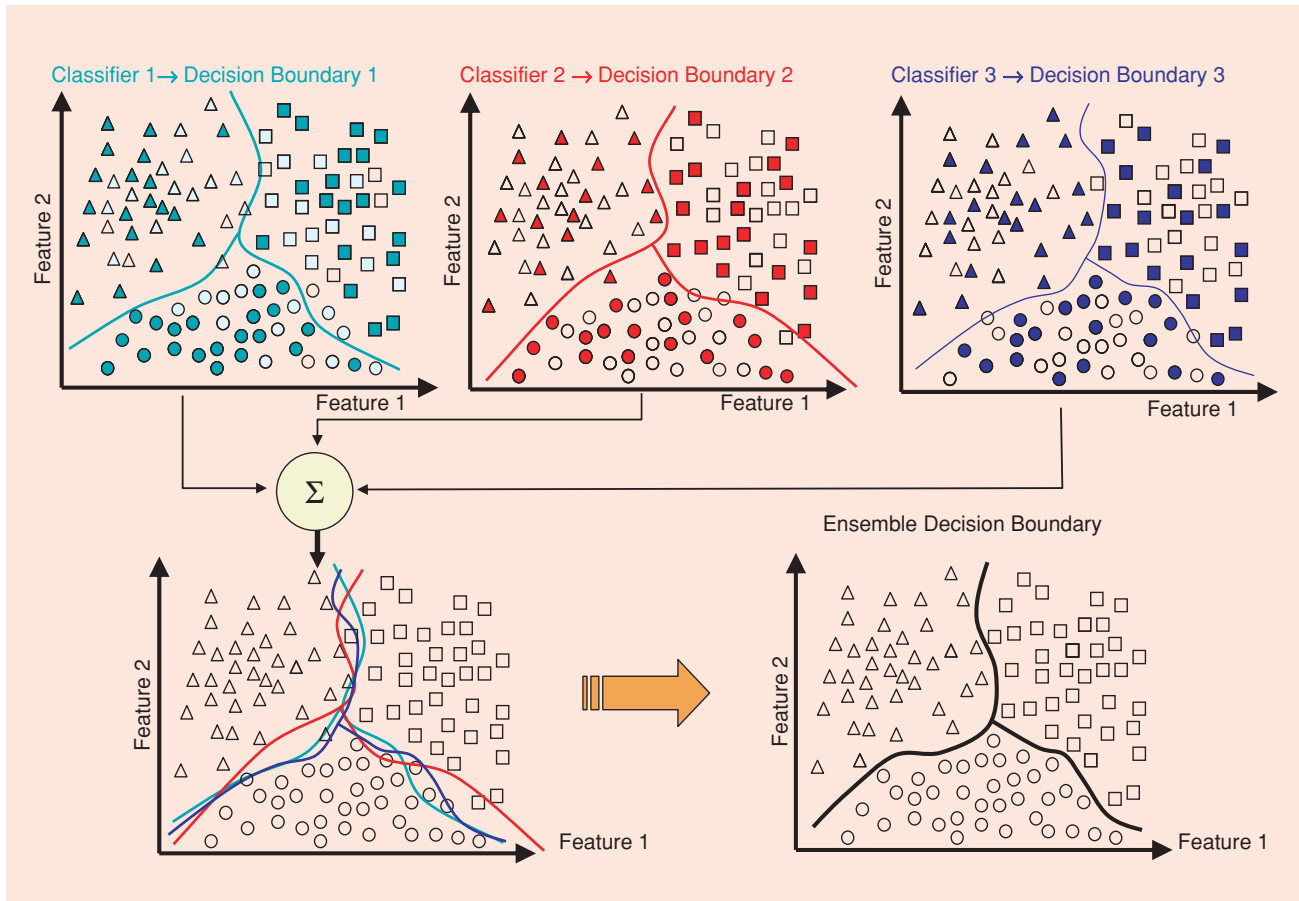 Classifier 1→ Decision Boundary 1
Classifier 2 → Decision Boundary 2
Classifier 3 → Decision Boundary 3
Feature 2
Feature 1
Feature 2
Feature 1
Feature 2
Feature 1
Σ
Ensemble Decision Boundary
Feature 2
Feature 1
Feature 2
Feature 1